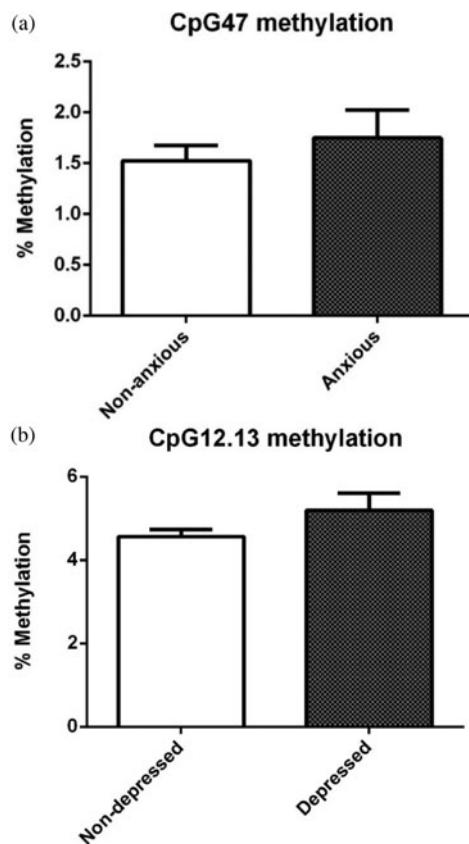 (a)
CpG47 methylation
% Methylation
2.5
2.0
1.5
1.0
0.5
0.0
Non-anxious
Anxious
(b)
CpG12.13 methylation
% Methylation
6
4
2
0
Non-depressed
Depressed